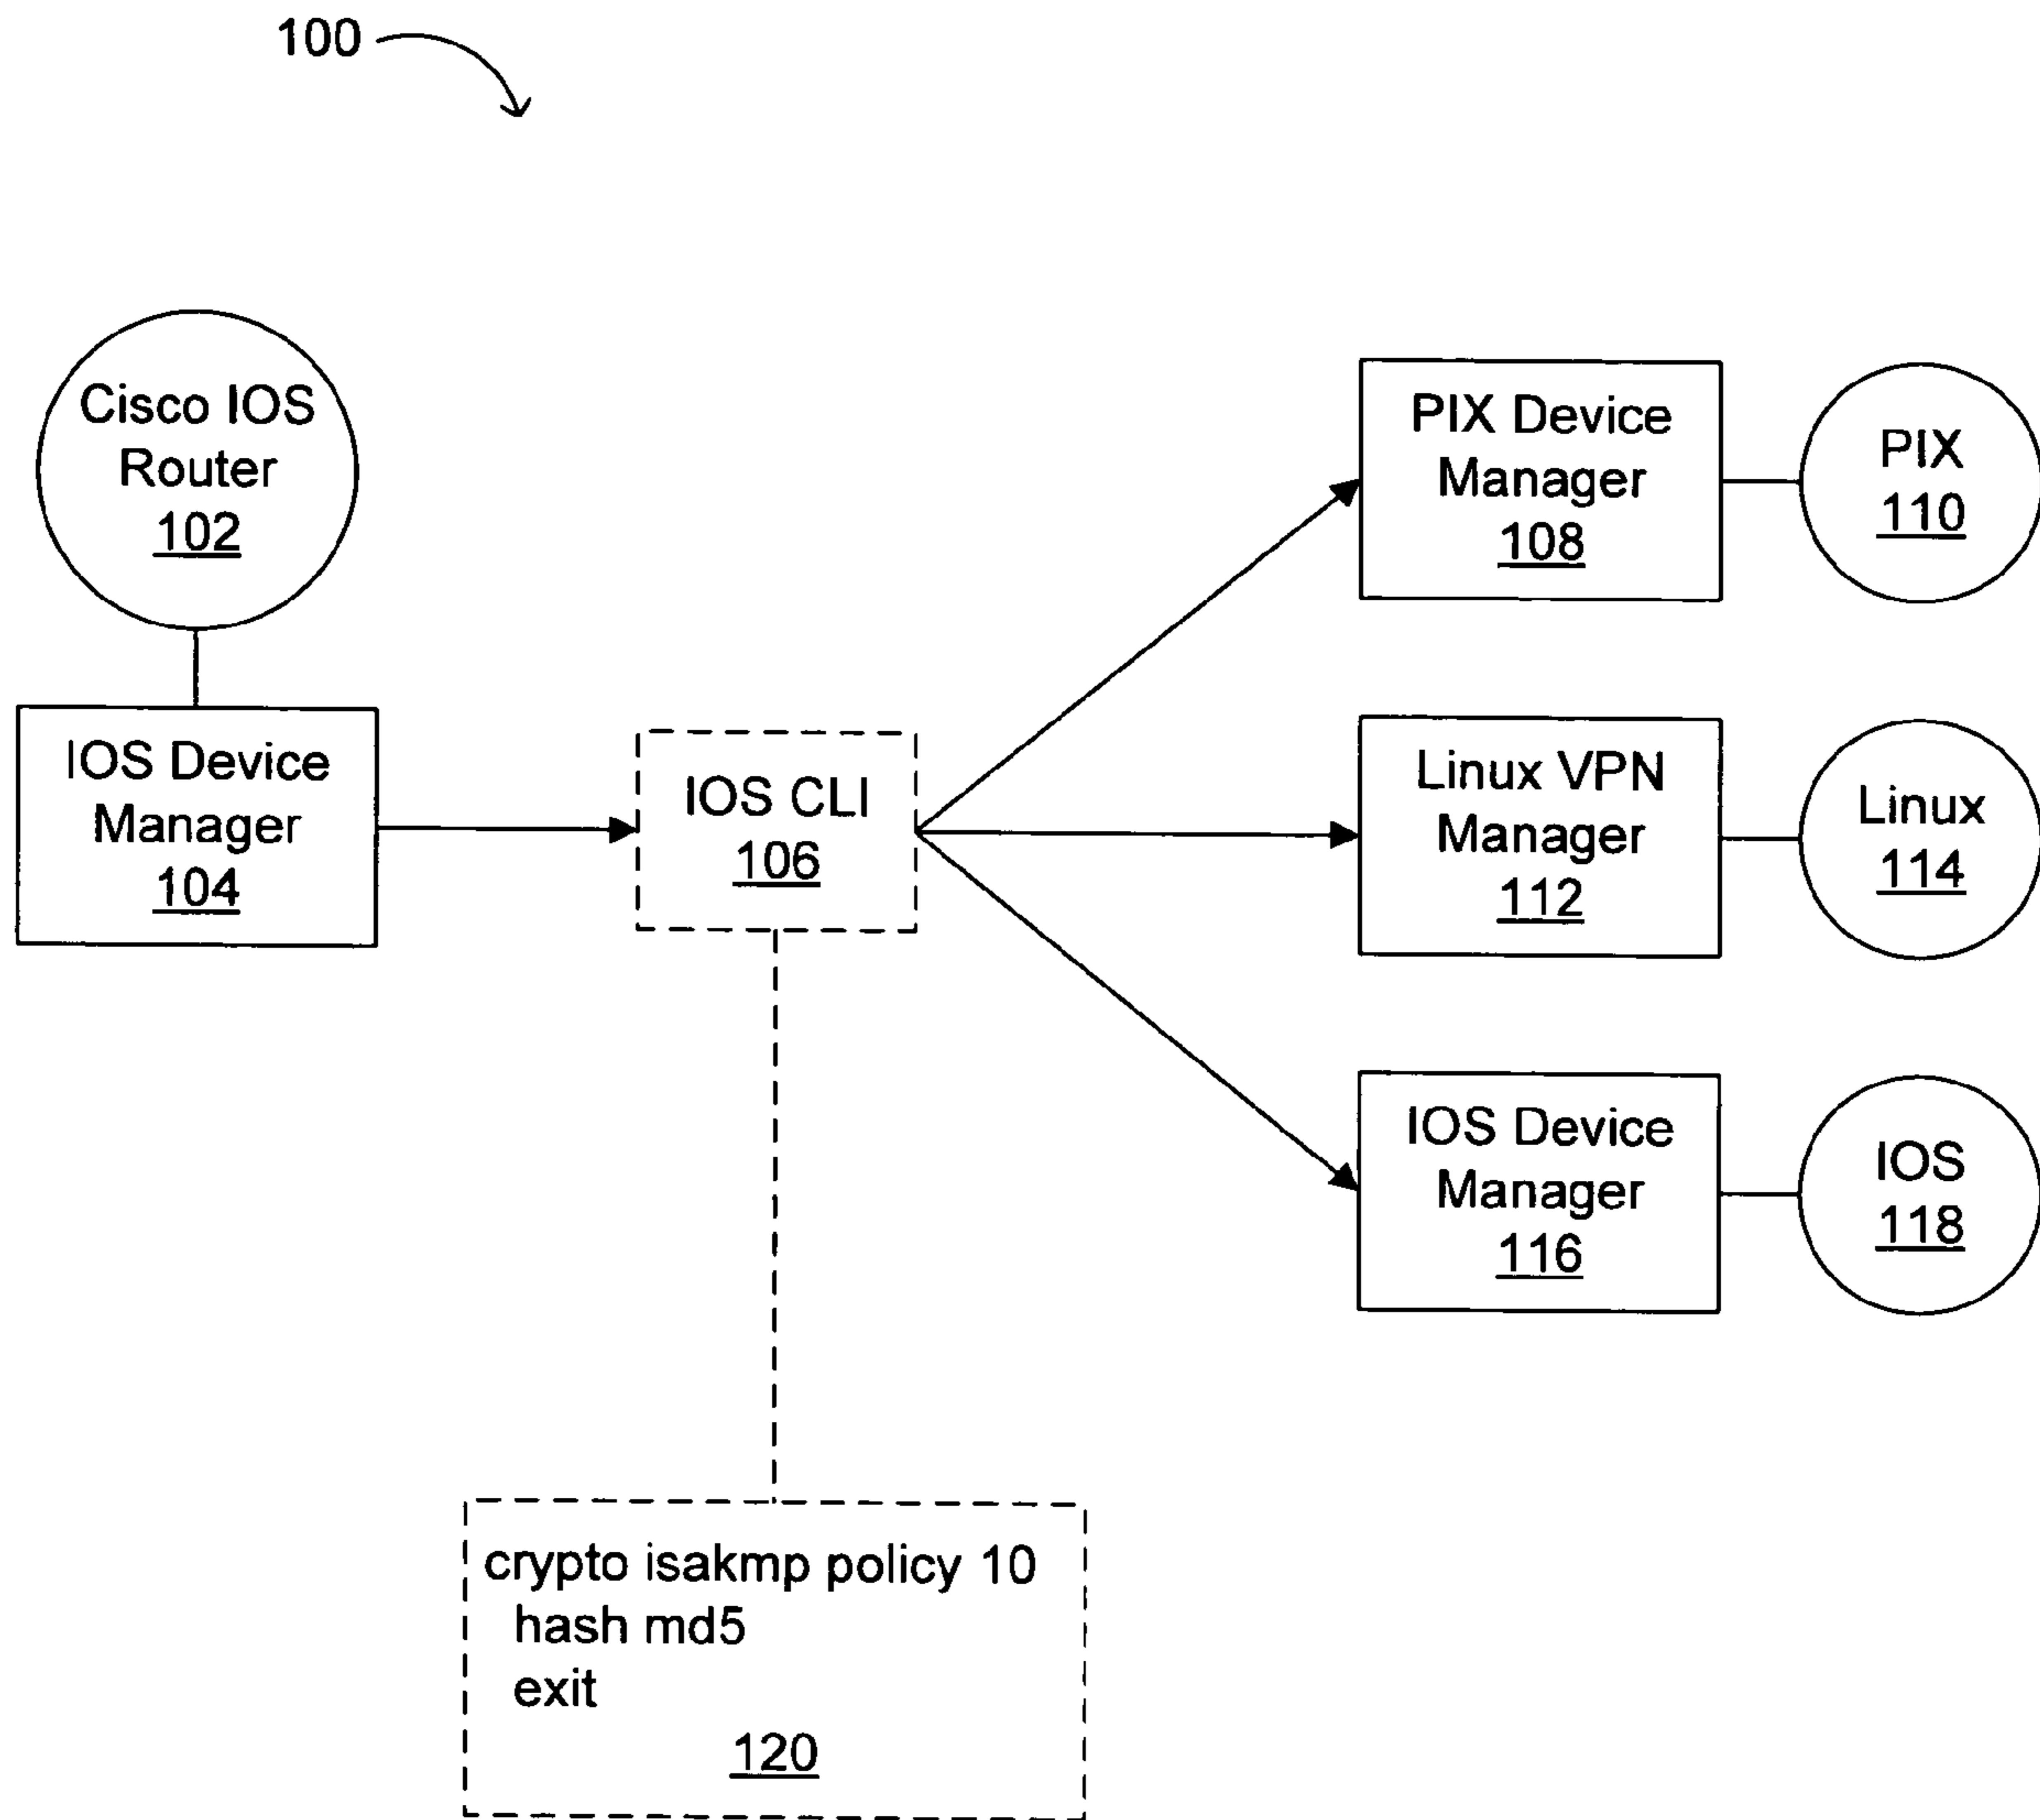 100
Cisco IOS
Router
102
IOS Device
Manager
104
IOS CLI
106
PIX Device
Manager
108
PIX
110
Linux VPN
Manager
112
Linux
114
IOS Device
Manager
116
IOS
118
crypto isakmp policy 10
hash md5
exit
120